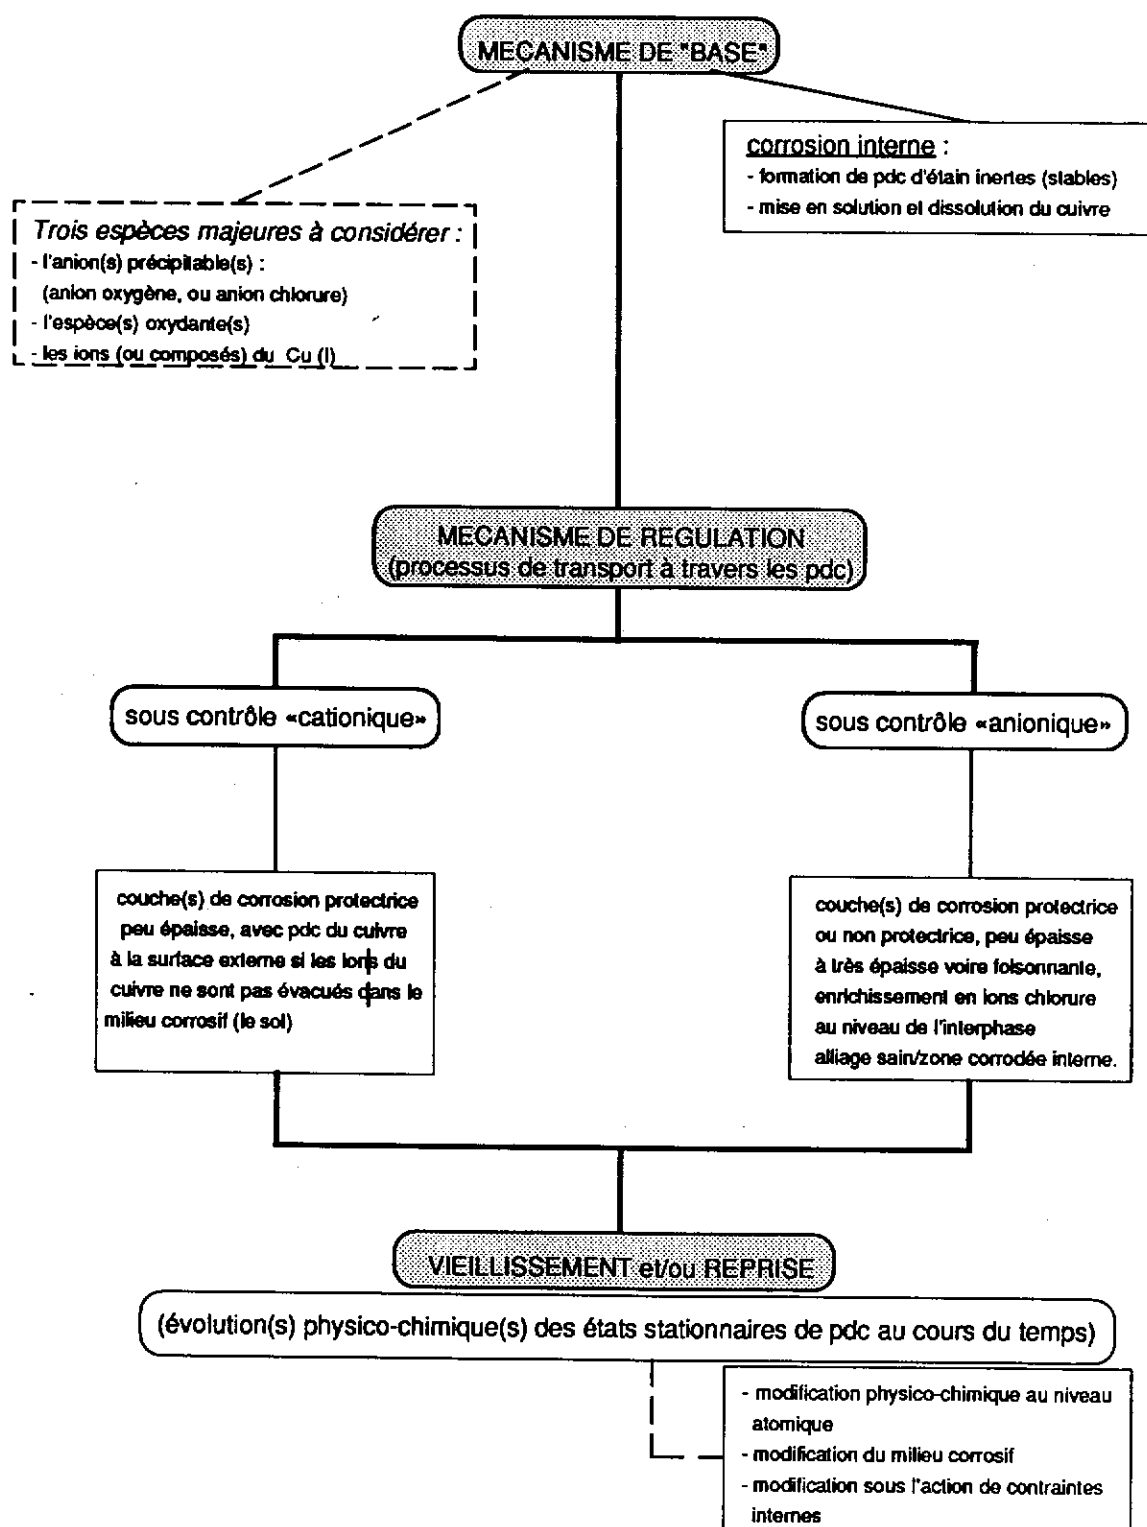 MECANISME DE "BASE"
corrosion interne :
- formation de pdc d'étain inertes (stables)
- mise en solution et dissolution du cuivre
Trois espèces majeures à considérer :
- l'anion(s) précipitable(s) :
(anion oxygène, ou anion chlorure)
- l'espèce(s) oxydante(s)
- les ions (ou composés) du Cu (I)
MECANISME DE REGULATION
(processus de transport à travers les pdc)
sous contrôle «cationique»
sous contrôle «anionique»
couche(s) de corrosion protectrice
peu épaisse, avec pdc du cuivre
à la surface externe si les ions du
cuivre ne sont pas évacués dans le
milieu corrosif (le sol)
couche(s) de corrosion protectrice
ou non protectrice, peu épaisse
à très épaisse voire foisonnante,
enrichissement en ions chlorure
au niveau de l'interphase
alliage sain/zone corrodée interne.
VIEILLISSEMENT et/ou REPRISE
(évolution(s) physico-chimique(s) des états stationnaires de pdc au cours du temps)
- modification physico-chimique au niveau
atomique
- modification du milieu corrosif
- modification sous l'action de contraintes
internes